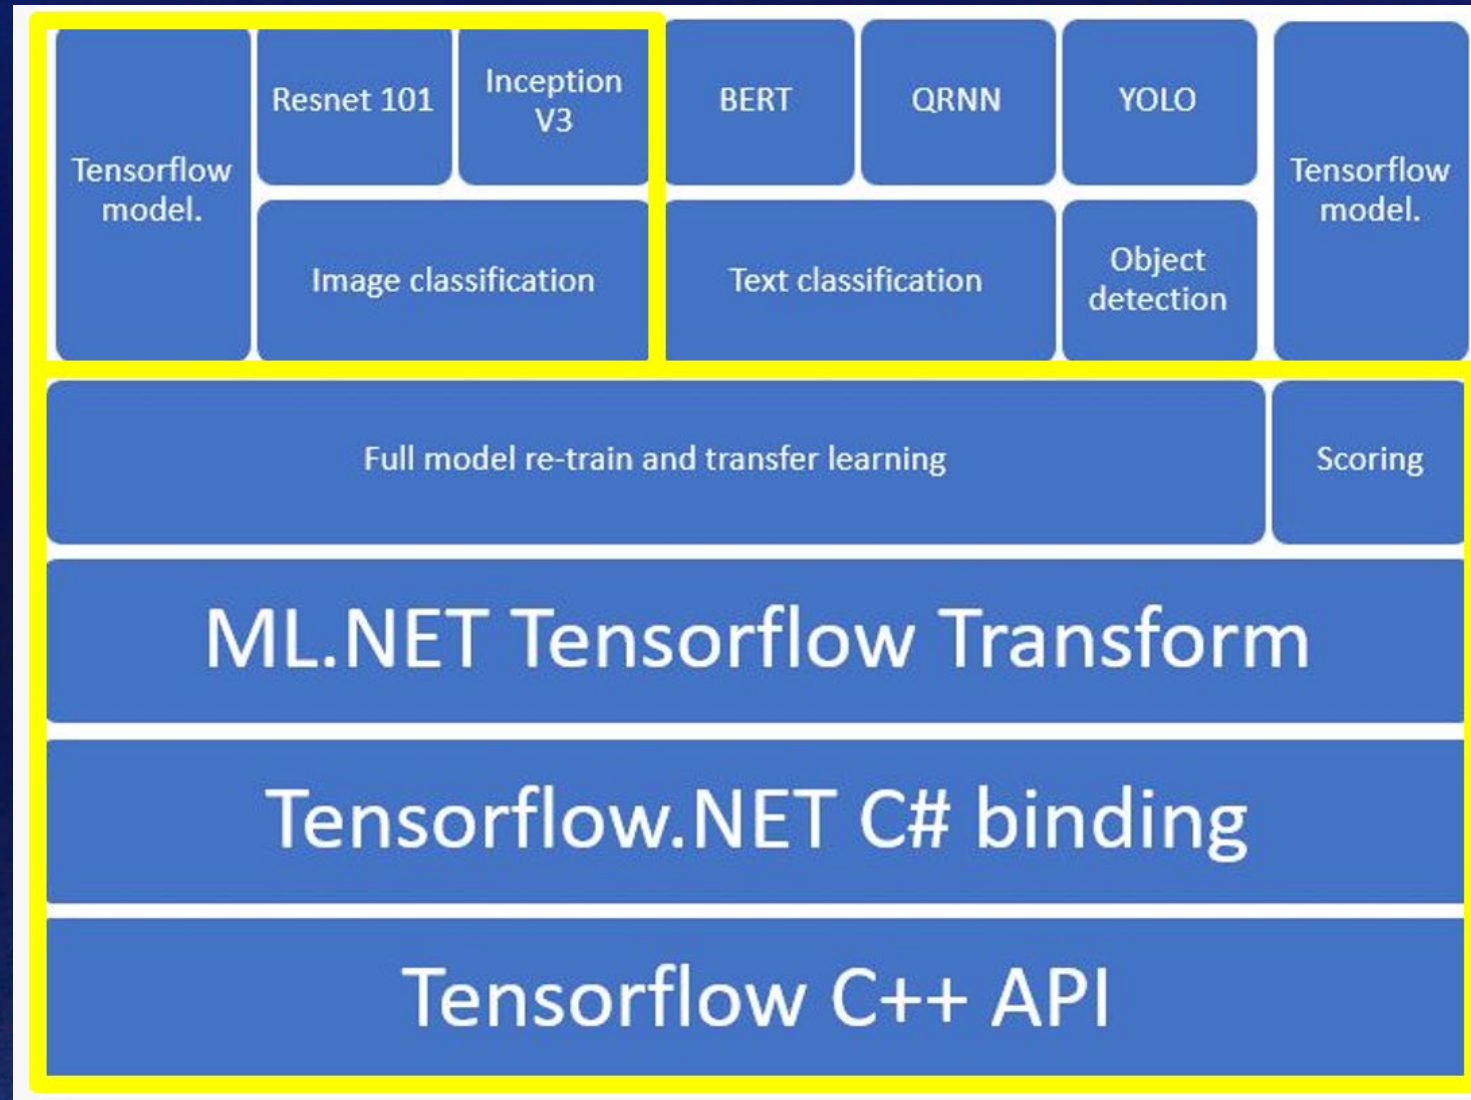 Tensorflow
model.
Resnet 101
Inception
V3
BERT
QRNN
YOLO
Tensorflow
model.
Image classification
Text classification
Object
detection
Full model re-train and transfer learning
Scoring
ML.NET Tensorflow Transform
Tensorflow.NET C# binding
Tensorflow C++ API